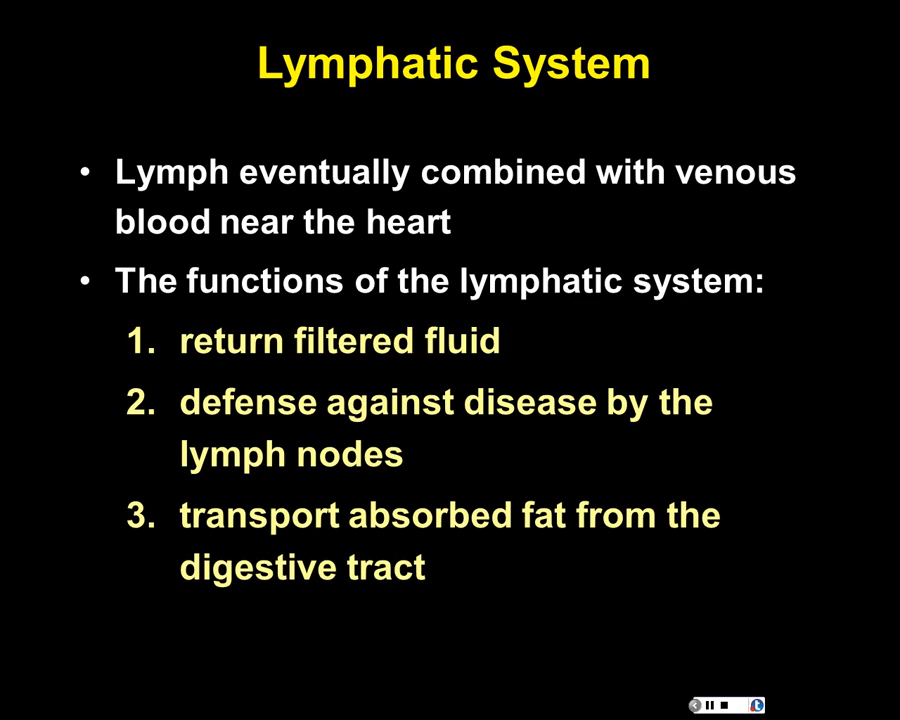 Lymphatic System
• Lymph eventually combined with venous
blood near the heart
• The functions of the lymphatic system:
1. return filtered fluid
2. defense against disease by the
lymph nodes
3. transport absorbed fat from the
digestive tract